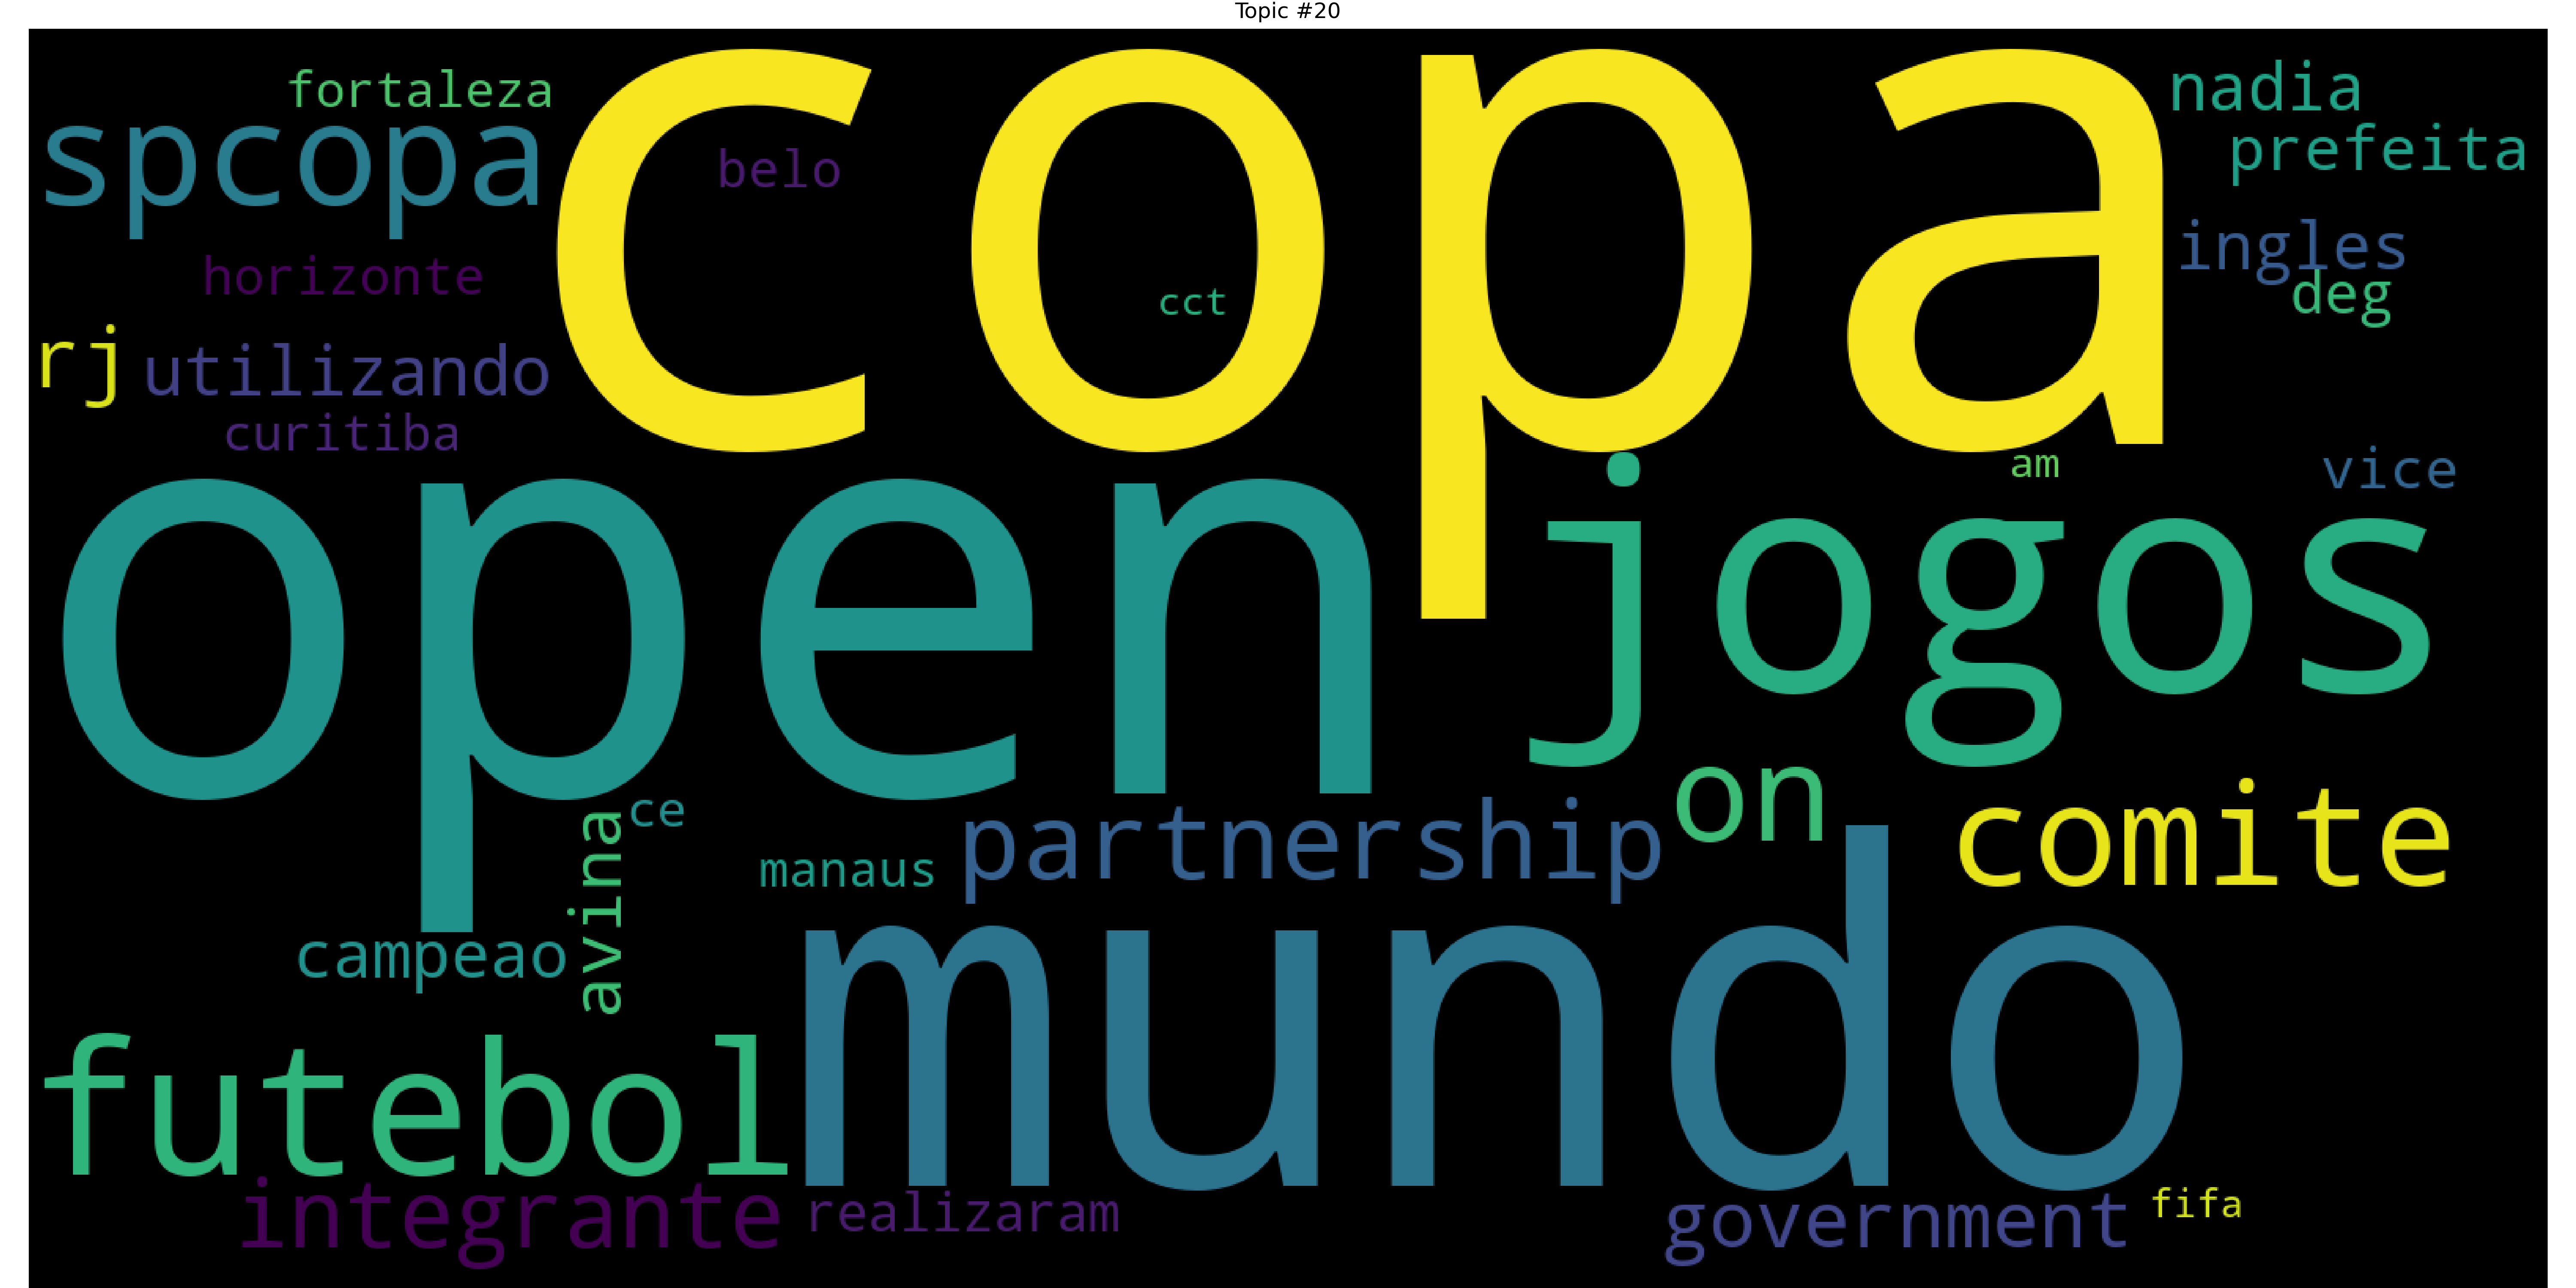 Topic #20
copa
fortaleza
nadia
spcopa
prefeita
belo
ingles
horizonte
cct
deg
rj
utilizando
curitiba
am
vice
open
jogos
on
ce
avina
manaus
partnership
comite
campeao
mundo
futebol
integrante
realizaram
government
fifa